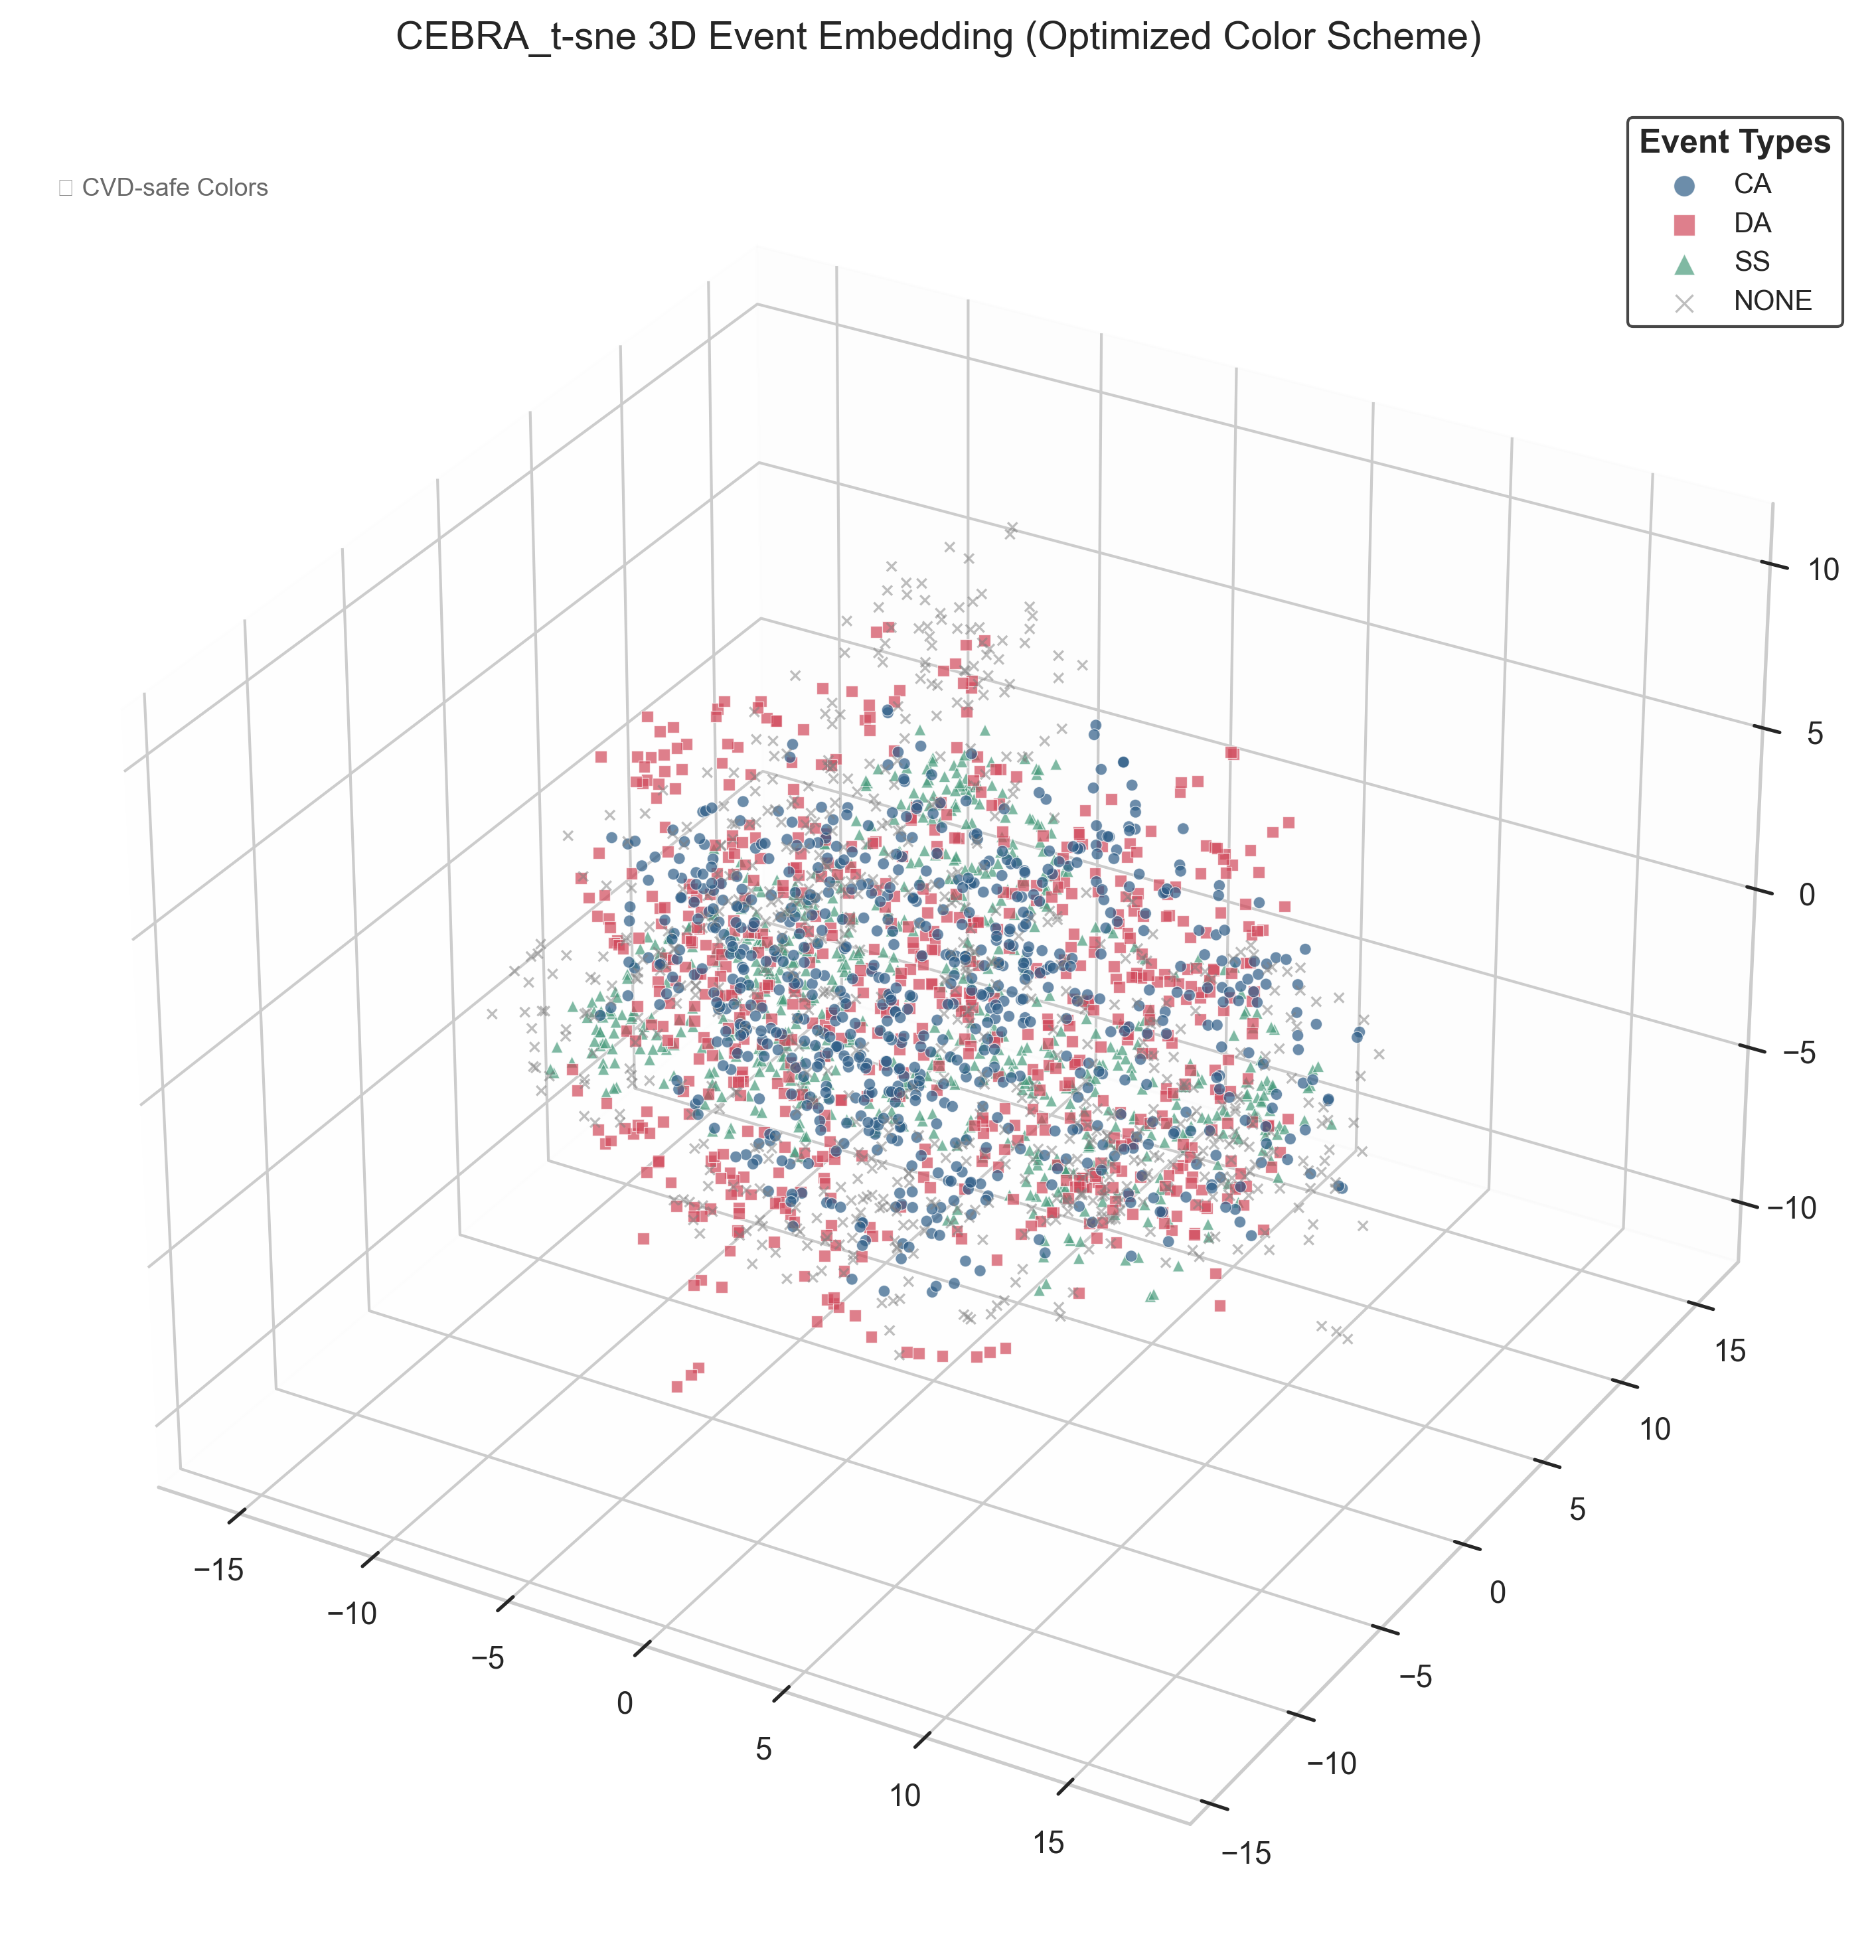 CEBRA_t-sne 3D Event Embedding (Optimized Color Scheme)
Event Types
CA
DA
SS
NONE
□ CVD-safe Colors
10
5
0
−5
−10
15
10
5
0
−5
−10
−15
−15
−10
−5
0
5
10
15